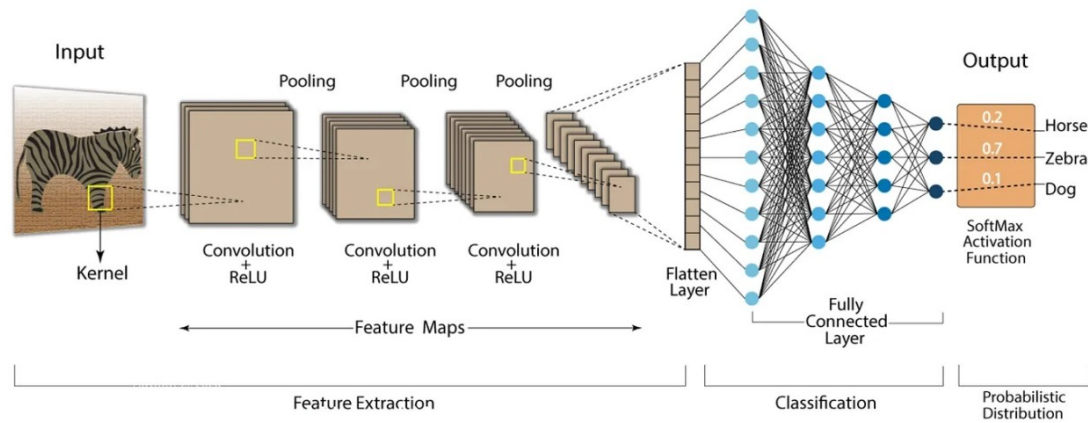 Input
Kernel
Pooling
Pooling
Pooling
Convolution
+
ReLU
Convolution
+
ReLU
Convolution
+
ReLU
Feature Maps
Flatten
Layer
Fully
Connected
Layer
Output
0.2
0.7
0.1
Horse
Zebra
Dog
SoftMax
Activation
Function
Feature Extraction
Classification
Probabilistic
Distribution